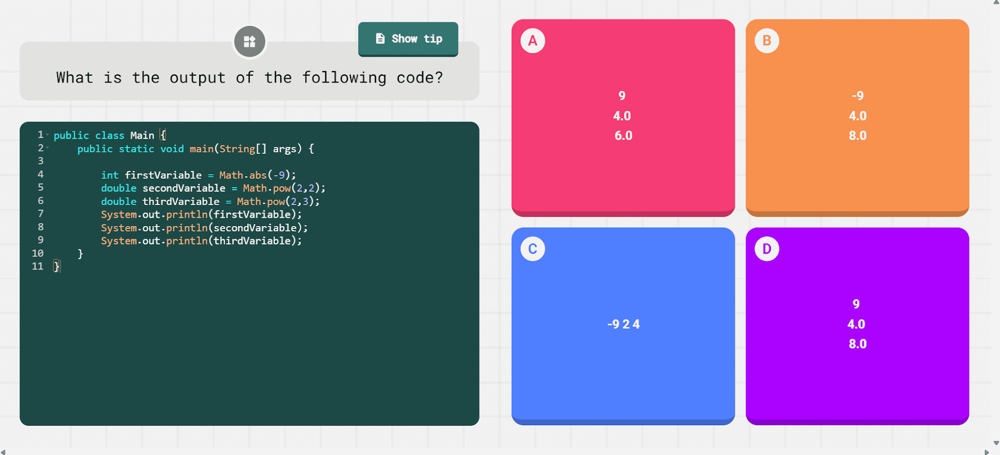 Show tip
What is the output of the following code?
1 public class Main {
2     public static void main(String[] args) {
3
4         int firstVariable = Math.abs(-9);
5         double secondVariable = Math.pow(2,2);
6         double thirdVariable = Math.pow(2,3);
7         System.out.println(firstVariable);
8         System.out.println(secondVariable);
9         System.out.println(thirdVariable);
10     }
11 }
A
9
4.0
6.0
B
-9
4.0
8.0
C
-9 2 4
D
9
4.0
8.0